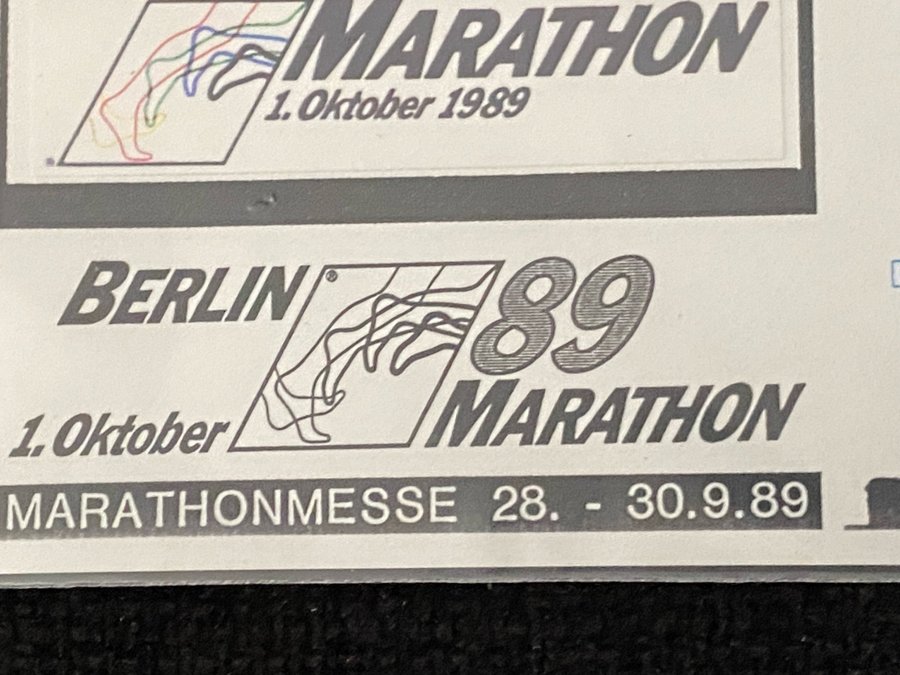 MARATHON
1. Oktober 1989
BERLIN ® 89
1. Oktober MARATHON
MARATHONMESSE 28. - 30.9.89